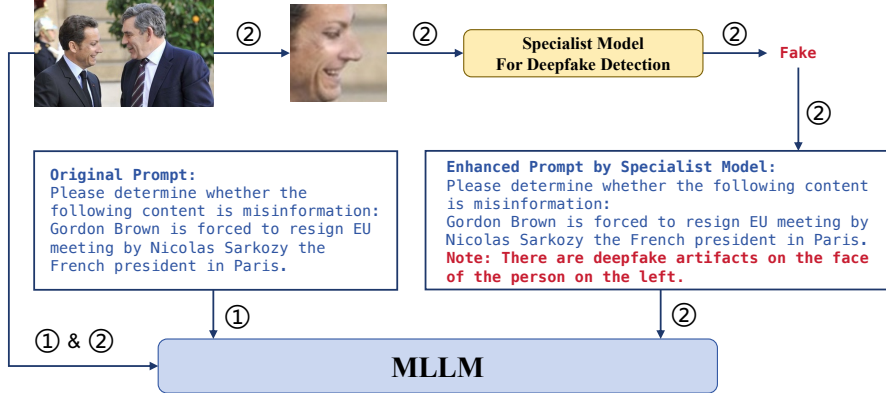 ② ② Specialist Model
For Deepfake Detection ② Fake
②
Original Prompt:
Please determine whether the
following content is misinformation:
Gordon Brown is forced to resign EU
meeting by Nicolas Sarkozy the
French president in Paris.
Enhanced Prompt by Specialist Model:
Please determine whether the following content
is misinformation:
Gordon Brown is forced to resign EU meeting by
Nicolas Sarkozy the French president in Paris.
Note: There are deepfake artifacts on the face
of the person on the left.
① ②
① & ②
MLLM